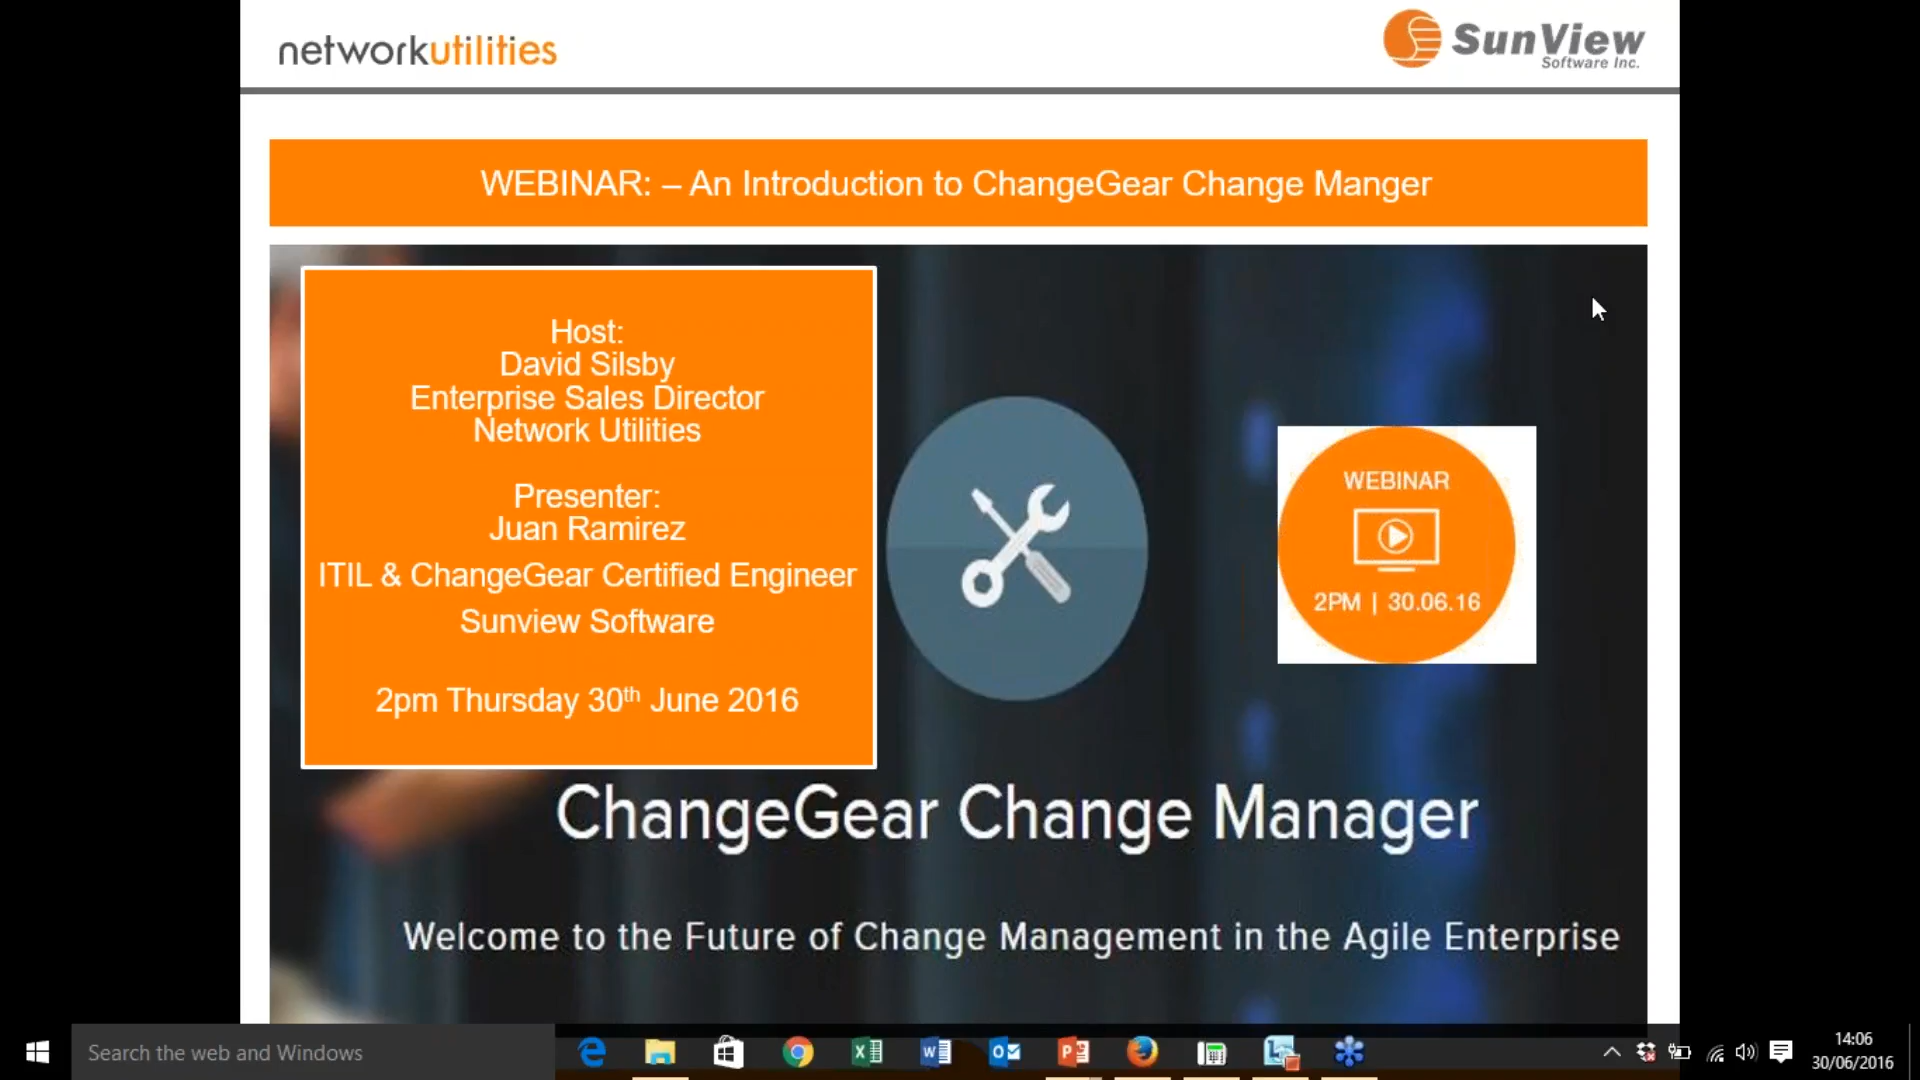 networkutilities
SunView
Software Inc.
WEBINAR: – An Introduction to ChangeGear Change Manger
Host:
David Silsby
Enterprise Sales Director
Network Utilities
Presenter:
Juan Ramirez
ITIL & ChangeGear Certified Engineer
Sunview Software
2pm Thursday 30th June 2016
WEBINAR
2PM | 30.06.16
ChangeGear Change Manager
Welcome to the Future of Change Management in the Agile Enterprise
Search the web and Windows
14:06
30/06/2016